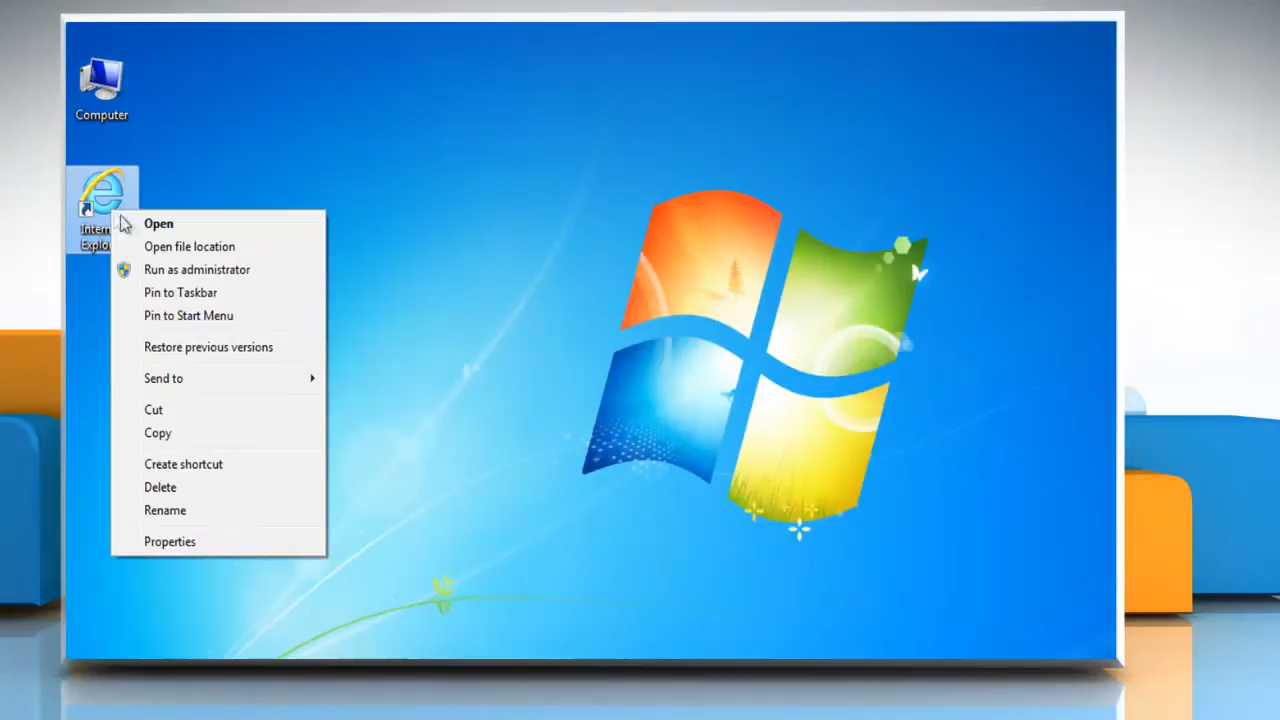 Computer
Open
Open file location
Run as administrator
Pin to Taskbar
Pin to Start Menu
Restore previous versions
Send to
Cut
Copy
Create shortcut
Delete
Rename
Properties